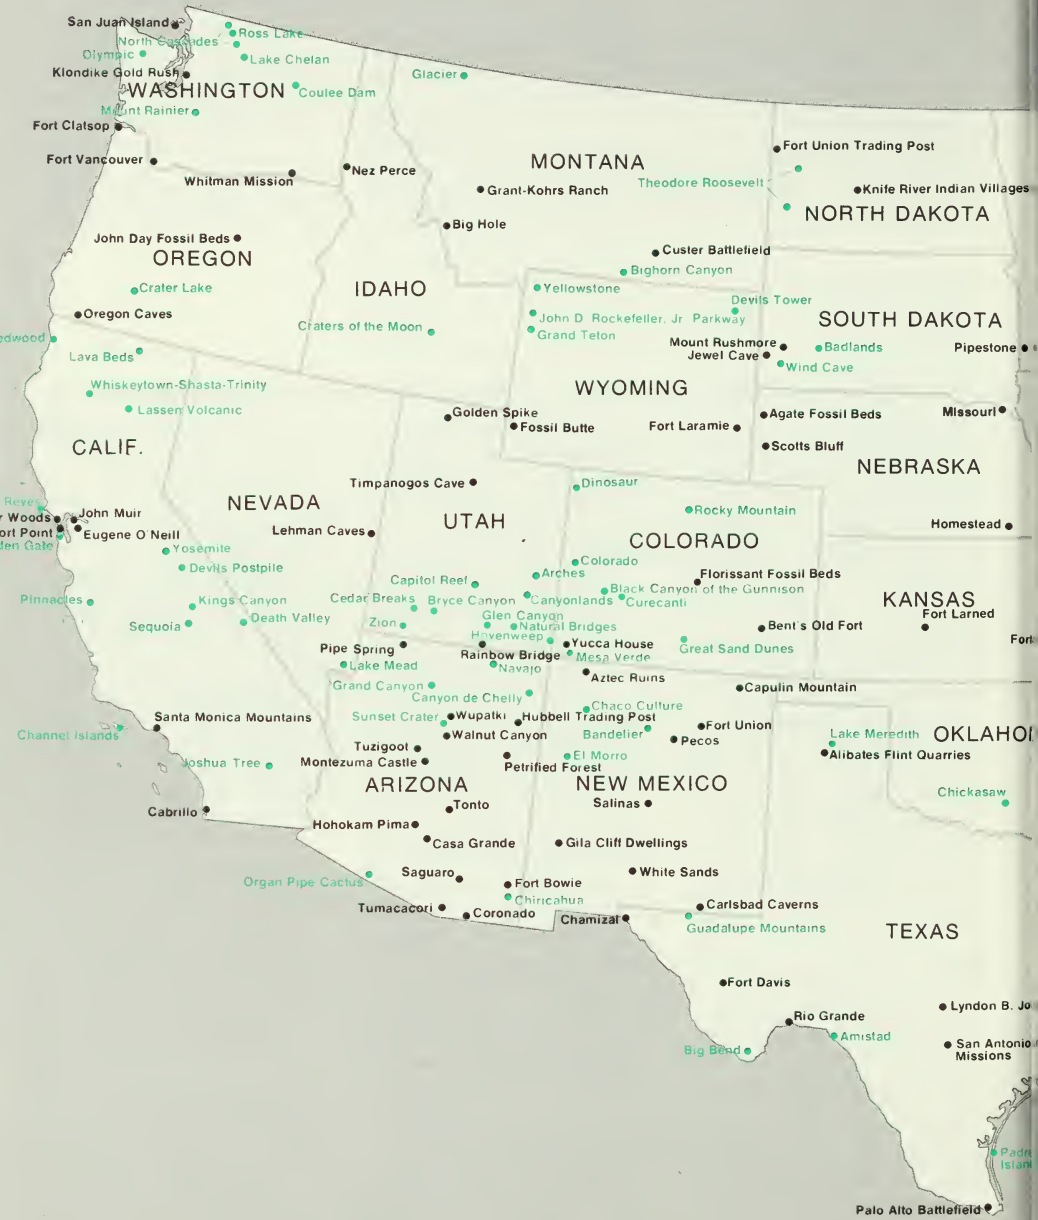 San Juan Island
Ross Lake
North Cascades
Olympic
Lake Chelan
Klondike Gold Rush
Glacier
WASHINGTON
Coulee Dam
Mount Rainier
Fort Clatsop
Fort Vancouver
Whitman Mission
Nez Perce
MONTANA
Fort Union Trading Post
Theodore Roosevelt
Grant-Kohrs Ranch
Knife River Indian Villages
NORTH DAKOTA
Big Hole
John Day Fossil Beds
OREGON
Custer Battlefield
Bighorn Canyon
Crater Lake
IDAHO
Yellowstone
Devils Tower
Oregon Caves
John D. Rockefeller, Jr. Parkway
SOUTH DAKOTA
Craters of the Moon
Grand Teton
edwood
Mount Rushmore
Badlands
Pipestone
Lava Beds
Jewel Cave
Wind Cave
Whiskeytown-Shasta-Trinity
WYOMING
Lassen Volcanic
Golden Spike
Fossil Butte
Fort Laramie
Agate Fossil Beds
Missouri
CALIF.
Scotts Bluff
NEBRASKA
Timpanogos Cave
Dinosaur
Reyes
NEVADA
UTAH
Rocky Mountain
r Woods
John Muir
ort Point
Eugene O'Neill
Lehman Caves
Homestead
den Gate
COLORADO
Yosemite
Colorado
Devils Postpile
Capitol Reef
Arches
Florissant Fossil Beds
Black Canyon of the Gunnison
Pinnacles
Kings Canyon
Cedar Breaks
Bryce Canyon
Canyonlands
Curecanti
KANSAS
Fort Larned
Sequoia
Death Valley
Zion
Glen Canyon
Natural Bridges
Bent's Old Fort
Hovenweep
Yucca House
Great Sand Dunes
Fort
Pipe Spring
Rainbow Bridge
Mesa Verde
Lake Mead
Navajo
Aztec Ruins
Grand Canyon
Canyon de Chelly
Capulin Mountain
Chaco Culture
Santa Monica Mountains
Sunset Crater
Wupatki
Hubbell Trading Post
Fort Union
Channel Islands
Walnut Canyon
Bandelier
Pecos
Lake Meredith
OKLAHO
Tuzigoot
Montezuma Castle
El Morro
Alibates Flint Quarries
Joshua Tree
Petrified Forest
ARIZONA
NEW MEXICO
Chickasaw
Cabrillo
Tonto
Salinas
Hohokam Pima
Casa Grande
Gila Cliff Dwellings
Organ Pipe Cactus
Saguaro
Fort Bowie
White Sands
Chiricahua
Tumacacori
Coronado
Chamizal
Carlsbad Caverns
Guadalupe Mountains
TEXAS
Fort Davis
Lyndon B. Jo
Rio Grande
Amistad
San Antonio
Missions
Big Bend
Padre
Islan
Palo Alto Battlefield